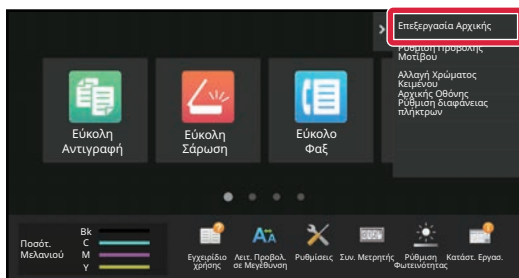 Επεξεργασία Αρχικής
Ρύθμιση Προβολής
Μοτίβου
Αλλαγή Χρώματος
Κειμένου
Αρχικής Οθόνης
Ρύθμιση διαφάνειας
πλήκτρων
Εύκολη
Αντιγραφή
Εύκολη
Σάρωση
Εύκολο
Φαξ
Ποσότ.
Μελανιού
Bk
C
M
Y
Εγχειρίδιο
χρήσης
Λειτ. Προβολ.
σε Μεγέθυνση
Ρυθμίσεις
Συν. Μετρητής
Ρύθμιση
Φωτεινότητας
Κατάστ. Εργασ.